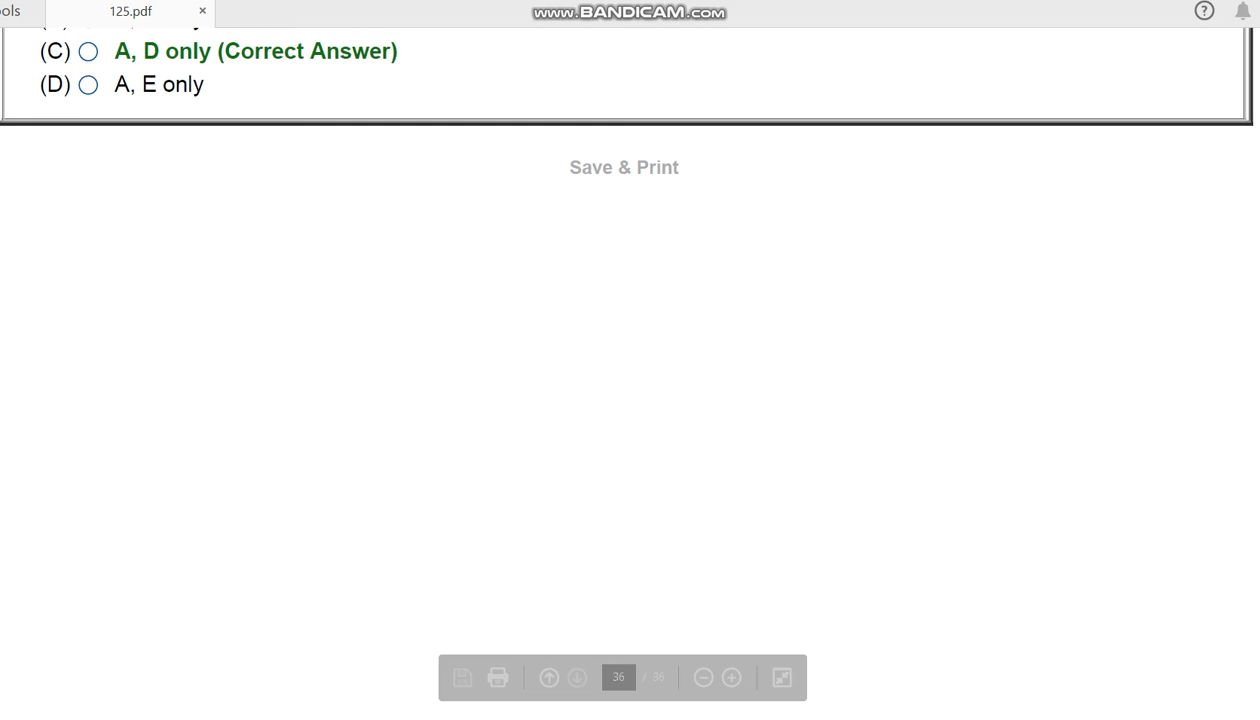 ols
125.pdf ×
www.BANDICAM.com
?
(C) A, D only (Correct Answer)
(D) A, E only
Save & Print
36 / 36